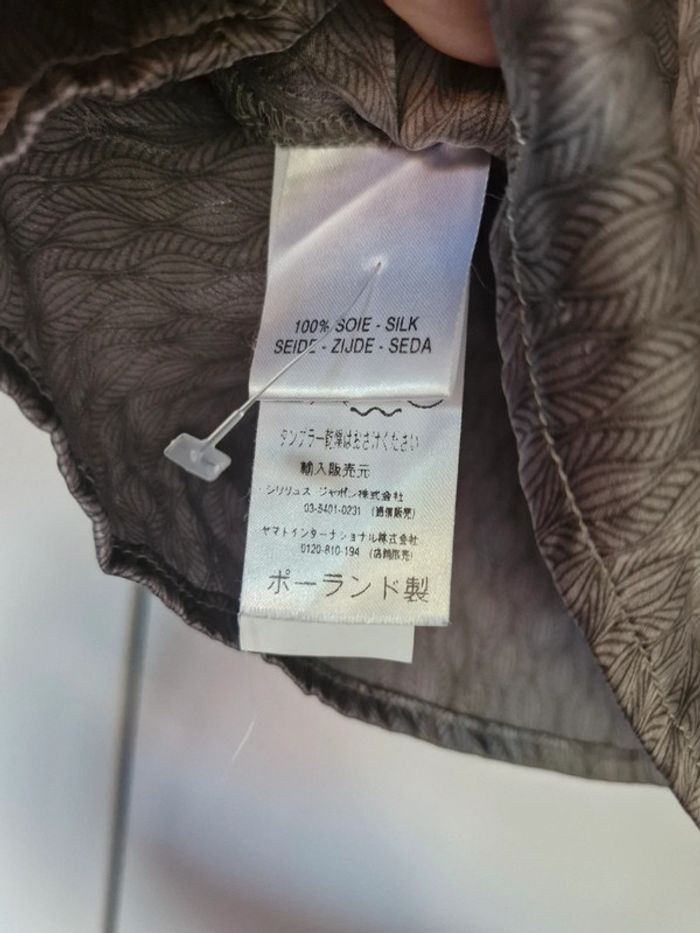 100% SOIE - SILK
SEIDE - ZIJDE - SEDA
タンブラー乾燥はおさけください
輸入販売元
シリリュス ジャポン株式会社
03-5401-0231 (通信販売)
ヤマトインターナショナル株式会社
0120-810-194 (店鋪販売)
ポーランド製